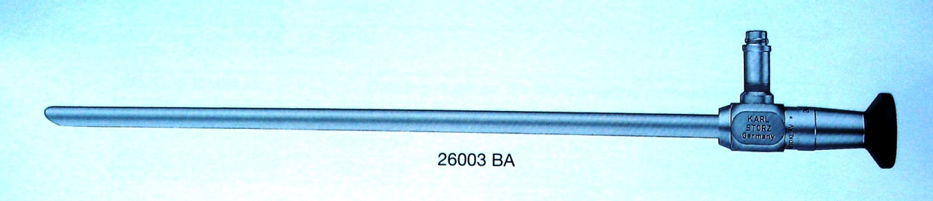 KARL
STORZ
Germany
26003 BA